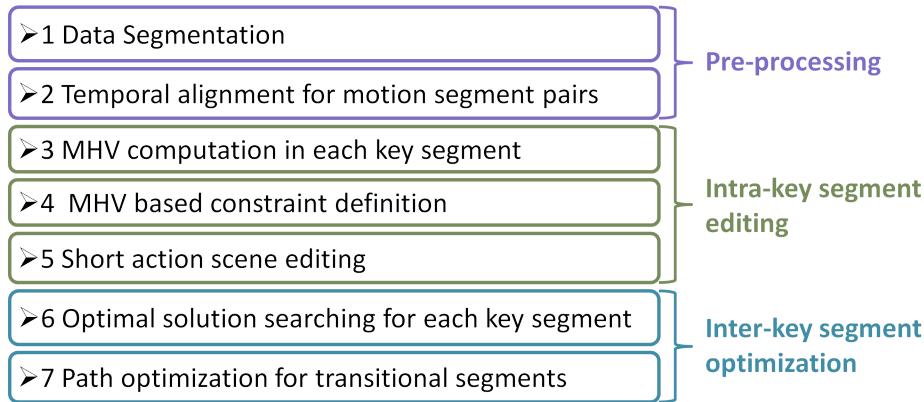 ➢1 Data Segmentation
➢2 Temporal alignment for motion segment pairs
Pre-processing
➢3 MHV computation in each key segment
➢4 MHV based constraint definition
➢5 Short action scene editing
Intra-key segment
editing
➢6 Optimal solution searching for each key segment
➢7 Path optimization for transitional segments
Inter-key segment
optimization